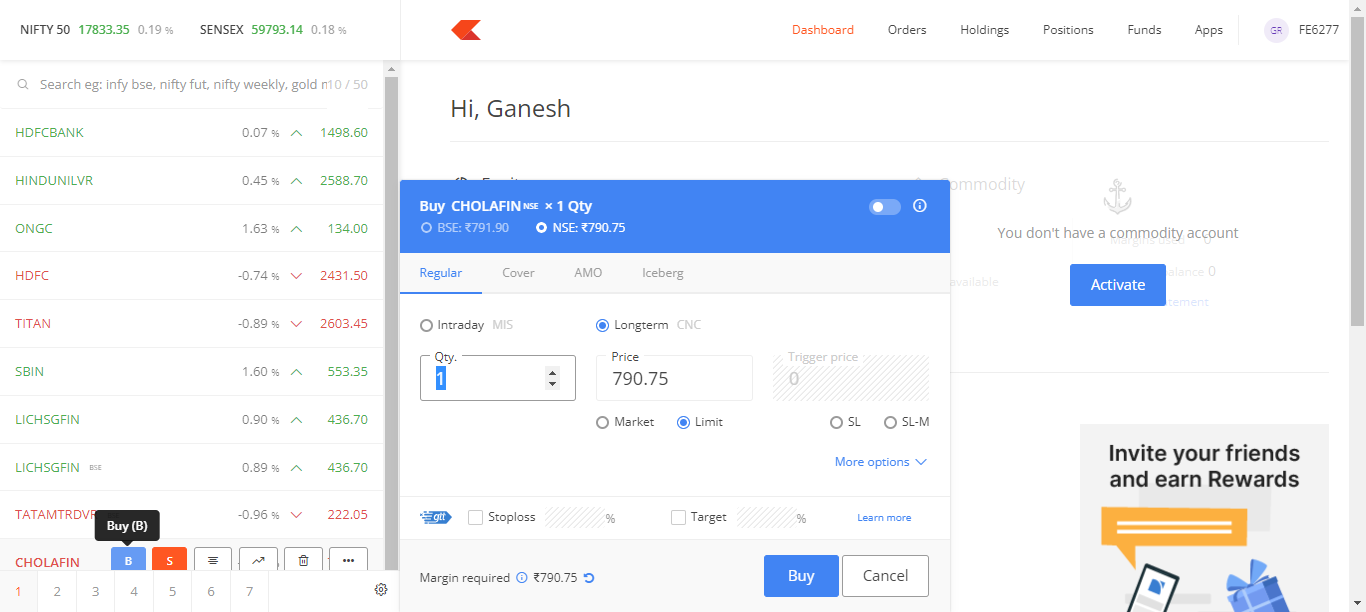 NIFTY 50 17833.35 0.19 % SENSEX 59793.14 0.18 %
Dashboard Orders Holdings Positions Funds Apps GR FE6277
Search eg: infy bse, nifty fut, nifty weekly, gold 10 / 50
HDFCBANK 0.07 % 1498.60
HINDUNILVR 0.45 % 2588.70
ONGC 1.63 % 134.00
HDFC -0.74 % 2431.50
TITAN -0.89 % 2603.45
SBIN 1.60 % 553.35
LICHSGFIN 0.90 % 436.70
LICHSGFIN BSE 0.89 % 436.70
TATAMTRDVR -0.96 % 222.05
Buy (B)
CHOLAFIN B S
1 2 3 4 5 6 7
Hi, Ganesh
Commodity
You don't have a commodity account
Margins used 0
available
balance 0
Activate
Buy CHOLAFIN NSE × 1 Qty
BSE: ₹791.90 NSE: ₹790.75
Regular Cover AMO Iceberg
Intraday MIS Longterm CNC
Qty. Price Trigger price
1 790.75 0
Market Limit SL SL-M
More options
gtt Stoploss % Target % Learn more
Margin required ₹790.75 Buy Cancel
Invite your friends
and earn Rewards